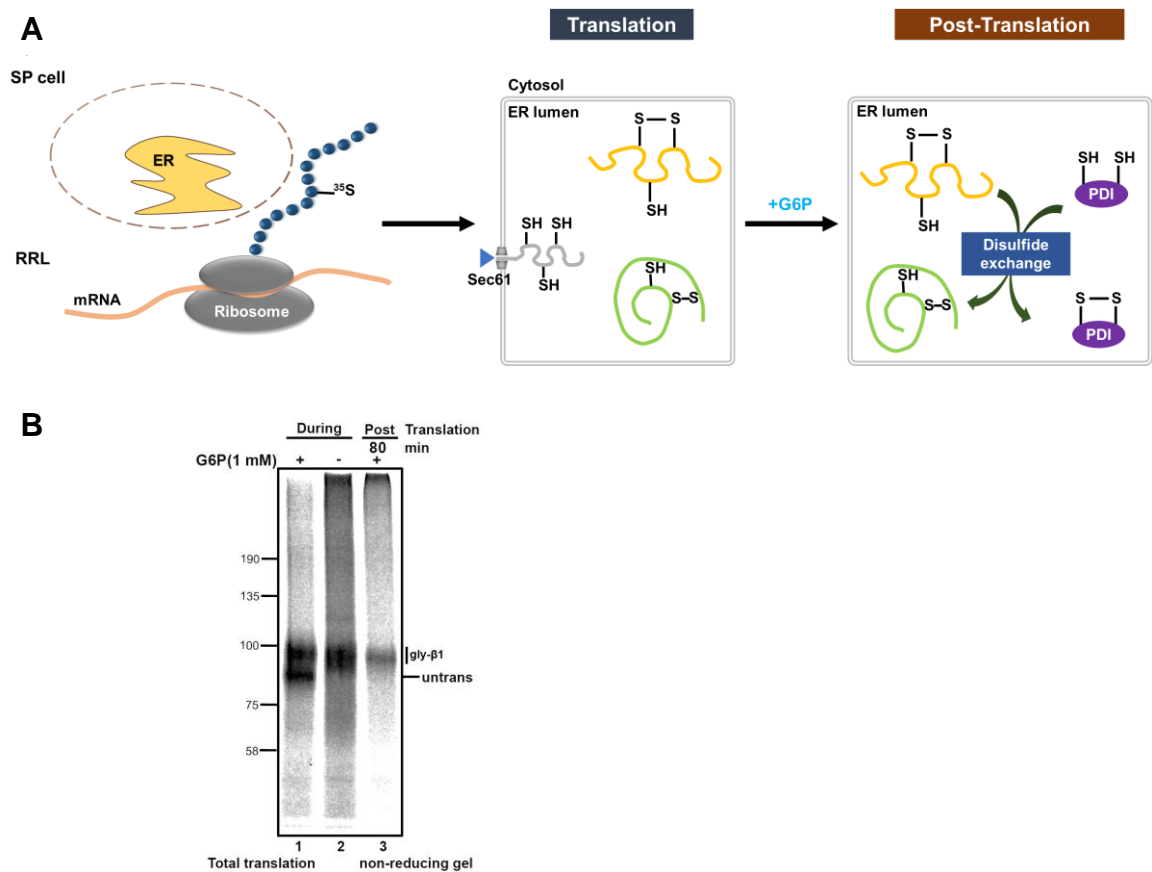 A
Translation
Post-Translation
SP cell
ER
35S
RRL
mRNA
Ribosome
Cytosol
ER lumen
S S
SH
SH SH
SH
Sec61
SH
S-S
+G6P
ER lumen
S S
SH
SH SH
PDI
Disulfide
exchange
SH
S-S
S S
PDI
B
During Post Translation
80 min
G6P(1 mM) + - +
190
135
100
gly-β1
untrans
75
58
1 2 3
Total translation non-reducing gel